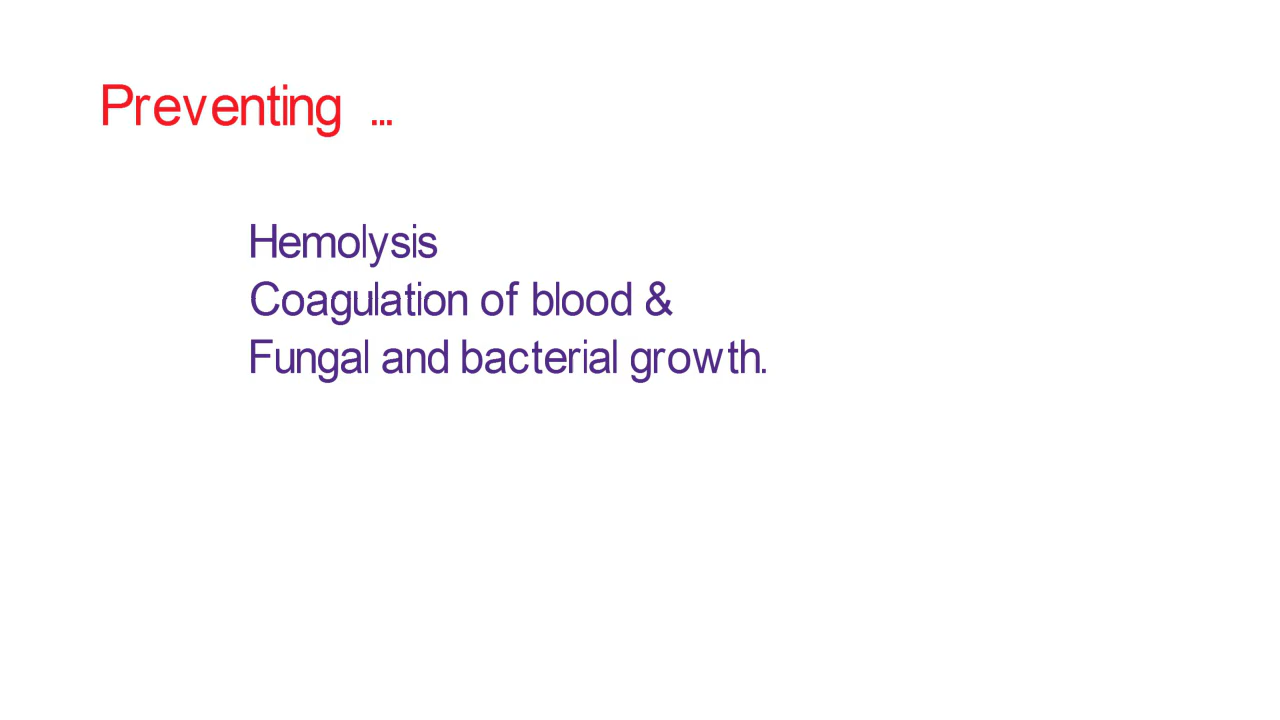 Preventing ...
Hemolysis
Coagulation of blood &
Fungal and bacterial growth.